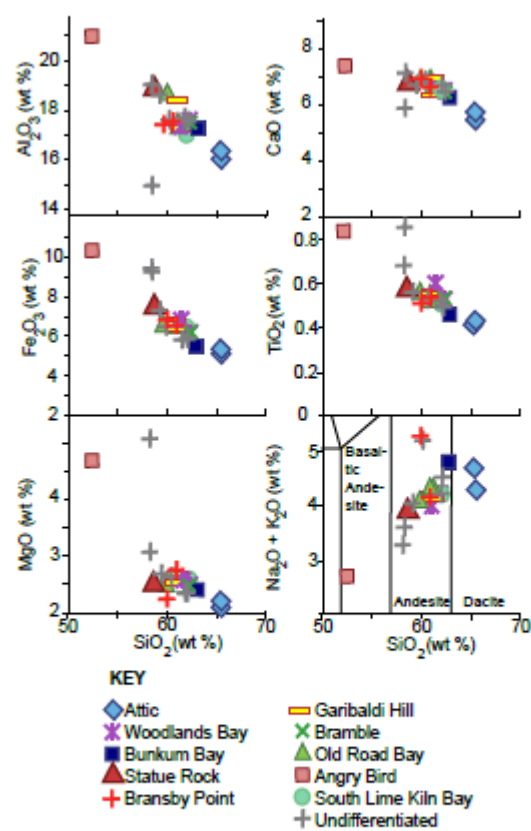 Al2O3 (wt %)
20
18
16
14
CaO (wt %)
8
6
4
2
Fe2O3 (wt %)
10
8
6
4
TiO2 (wt %)
0.8
0.6
0.4
0.2
0
MgO (wt %)
4
3
2
50
60
70
SiO2 (wt %)
Na2O + K2O (wt %)
5
4
3
Basal-
tic
Ande-
site
Andesite
Dacite
50
60
70
SiO2 (wt %)
KEY
Attic
Woodlands Bay
Bunkum Bay
Statue Rock
Bransby Point
Garibaldi Hill
Bramble
Old Road Bay
Angry Bird
South Lime Kiln Bay
Undifferentiated